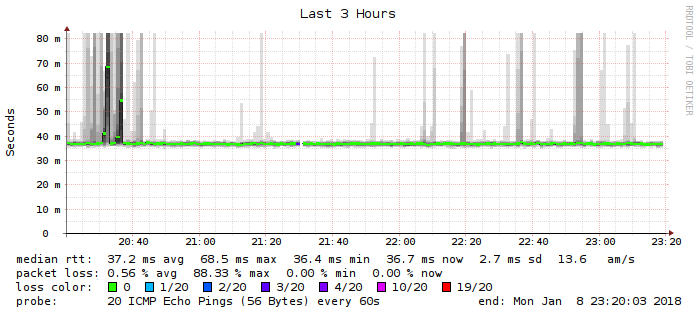 Last 3 Hours
RRDTOOL / TOBI OETIKER
Seconds
80 m
70 m
60 m
50 m
40 m
30 m
20 m
10 m
0
20:40 21:00 21:20 21:40 22:00 22:20 22:40 23:00 23:20
median rtt: 37.2 ms avg 68.5 ms max 36.4 ms min 36.7 ms now 2.7 ms sd 13.6 am/s
packet loss: 0.56 % avg 88.33 % max 0.00 % min 0.00 % now
loss color: 0 1/20 2/20 3/20 4/20 10/20 19/20
probe: 20 ICMP Echo Pings (56 Bytes) every 60s end: Mon Jan 8 23:20:03 2018